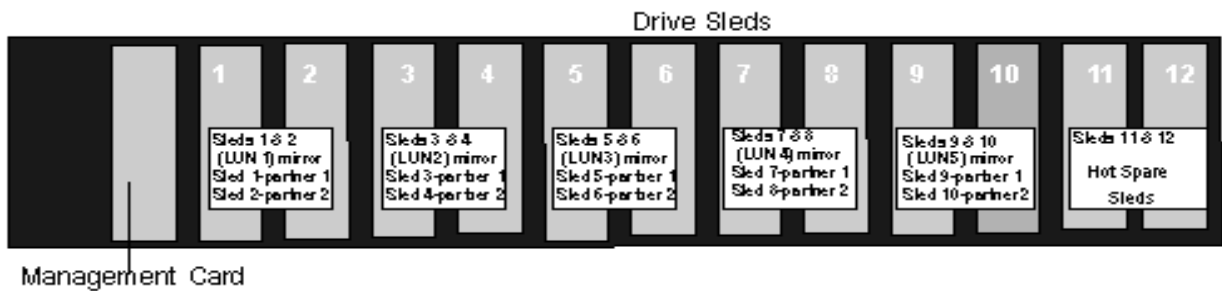 Drive Sleds
1 2 3 4 5 6 7 8 9 10 11 12
Sleds 1 & 2
(LUN 1) mirror
Sled 1-partner 1
Sled 2-partner 2
Sleds 3 & 4
(LUN2) mirror
Sled 3-partner 1
Sled 4-partner 2
Sleds 5 & 6
(LUN3) mirror
Sled 5-partner 1
Sled 6-partner 2
Sleds 7 & 8
(LUN 4) mirror
Sled 7-partner 1
Sled 8-partner 2
Sleds 9 & 10
(LUN5) mirror
Sled 9-partner 1
Sled 10-partner2
Sleds 11 & 12
Hot Spare
Sleds
Management Card